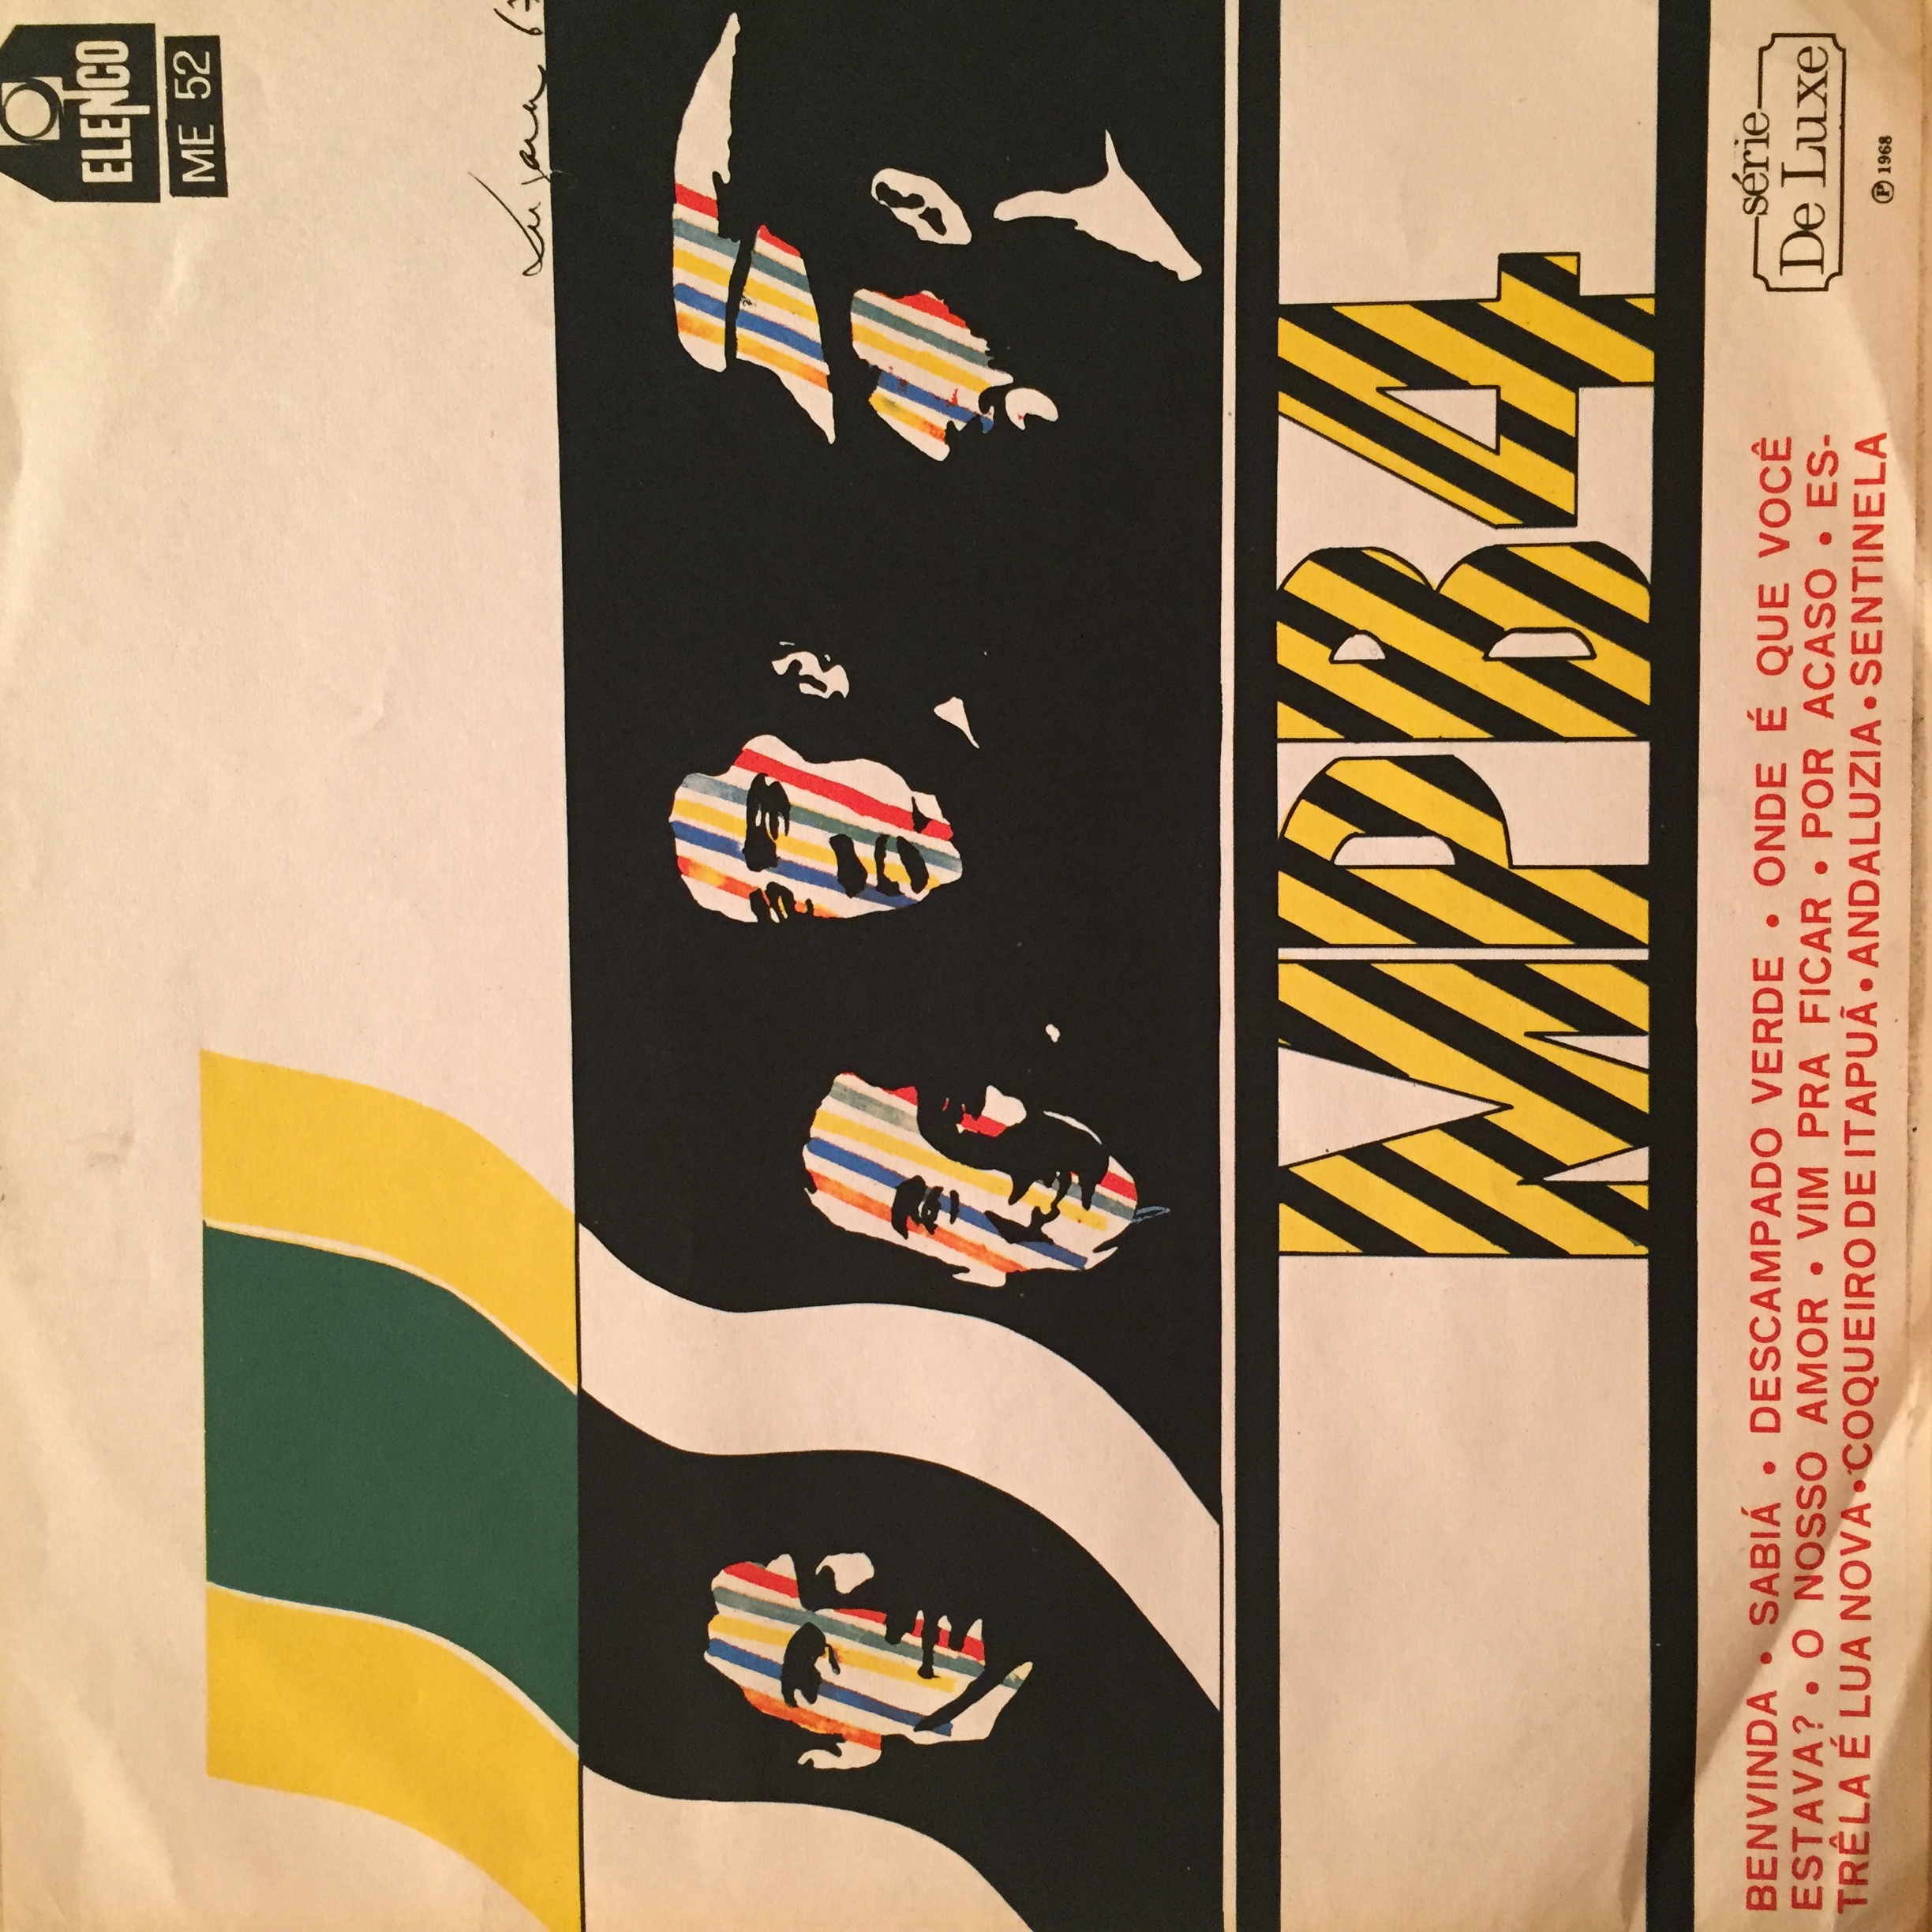 ELENCO
ME 52
MPB4
série
De Luxe
℗ 1968
BENVINDA • SABIÁ • DESCAMPADO VERDE • ONDE É QUE VOCÊ
ESTAVA? • O NOSSO AMOR • VIM PRA FICAR • POR ACASO • ES-
TRÊLA É LUA NOVA • COQUEIRO DE ITAPUÃ • ANDALUZIA • SENTINELA